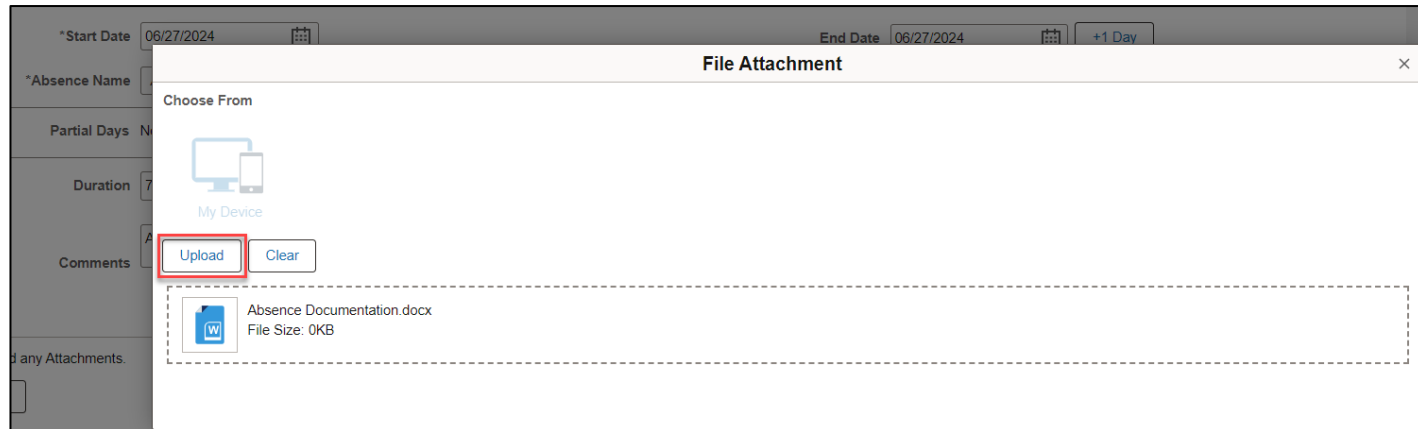 *Start Date 06/27/2024 End Date 06/27/2024 +1 Day
File Attachment
*Absence Name
Choose From
Partial Days
My Device
Duration 7
Upload Clear
Comments
Absence Documentation.docx
W
File Size: 0KB
any Attachments.